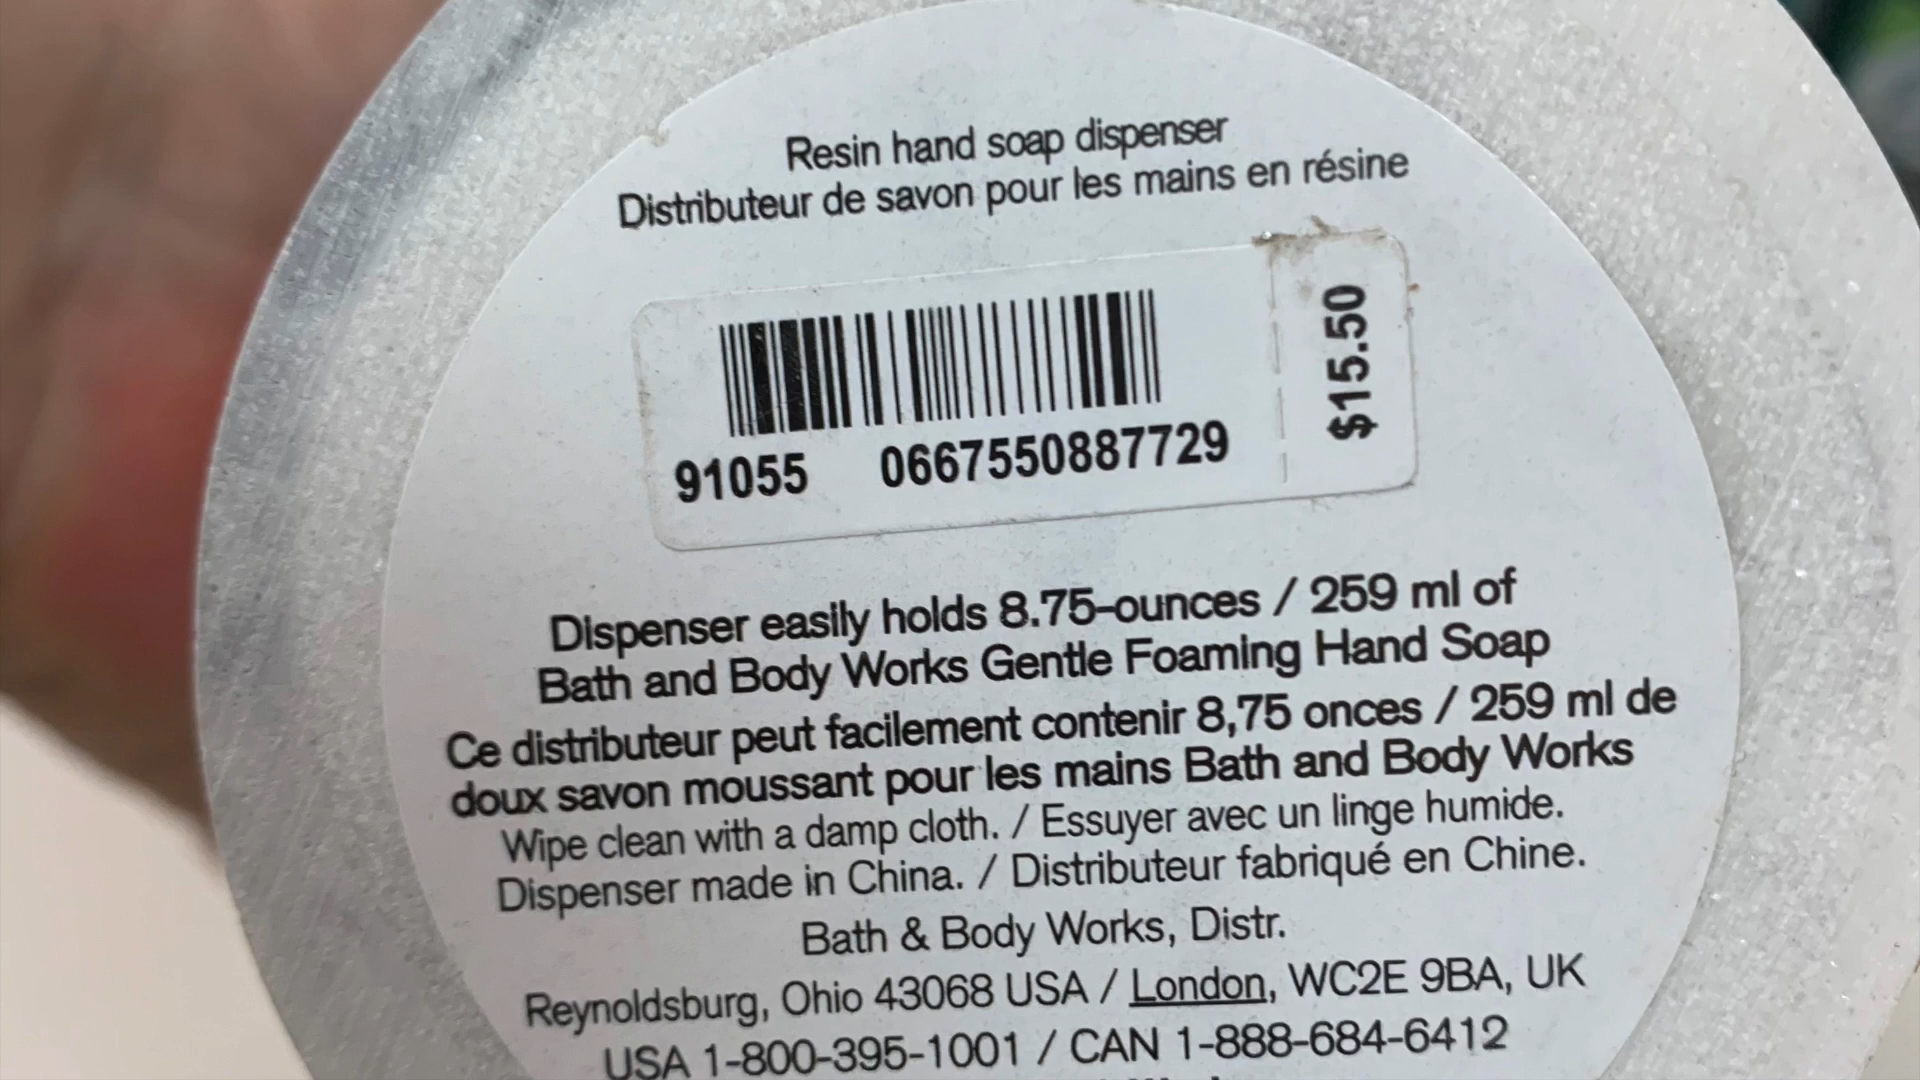 Resin hand soap dispenser
Distributeur de savon pour les mains en résine
$15.50
91055 0667550887729
Dispenser easily holds 8.75-ounces / 259 ml of
Bath and Body Works Gentle Foaming Hand Soap
Ce distributeur peut facilement contenir 8,75 onces / 259 ml de
doux savon moussant pour les mains Bath and Body Works
Wipe clean with a damp cloth. / Essuyer avec un linge humide.
Dispenser made in China. / Distributeur fabriqué en Chine.
Bath & Body Works, Distr.
Reynoldsburg, Ohio 43068 USA / London, WC2E 9BA, UK
USA 1-800-395-1001 / CAN 1-888-684-6412